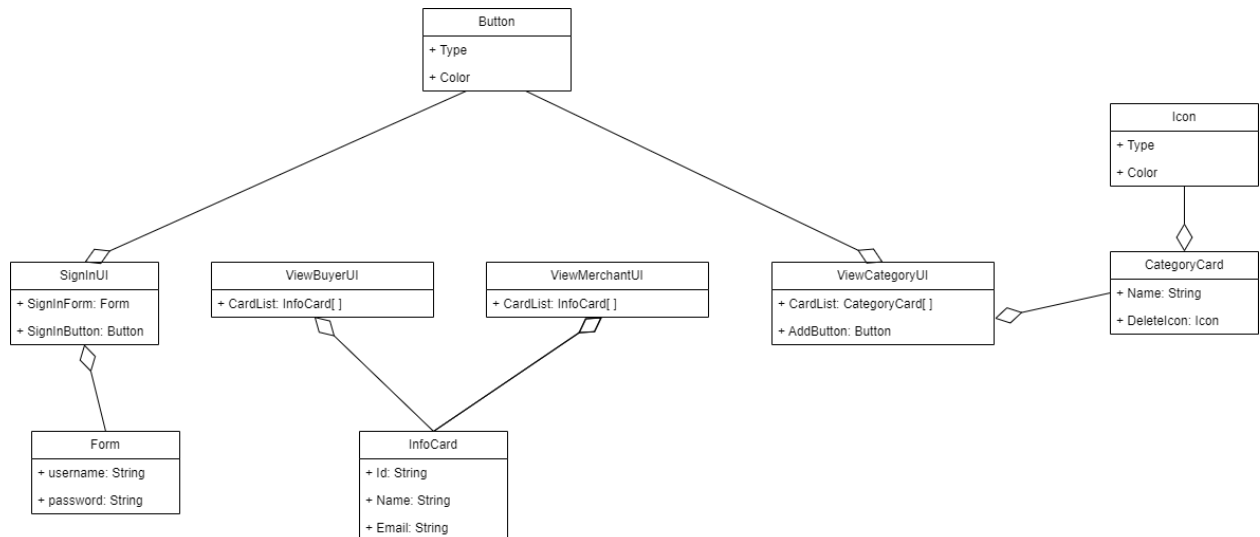 Button
+ Type
+ Color
Icon
+ Type
+ Color
SignInUI
+ SignInForm: Form
+ SignInButton: Button
ViewBuyerUI
+ CardList: InfoCard[ ]
ViewMerchantUI
+ CardList: InfoCard[ ]
ViewCategoryUI
+ CardList: CategoryCard[ ]
+ AddButton: Button
CategoryCard
+ Name: String
+ DeleteIcon: Icon
Form
+ username: String
+ password: String
InfoCard
+ Id: String
+ Name: String
+ Email: String